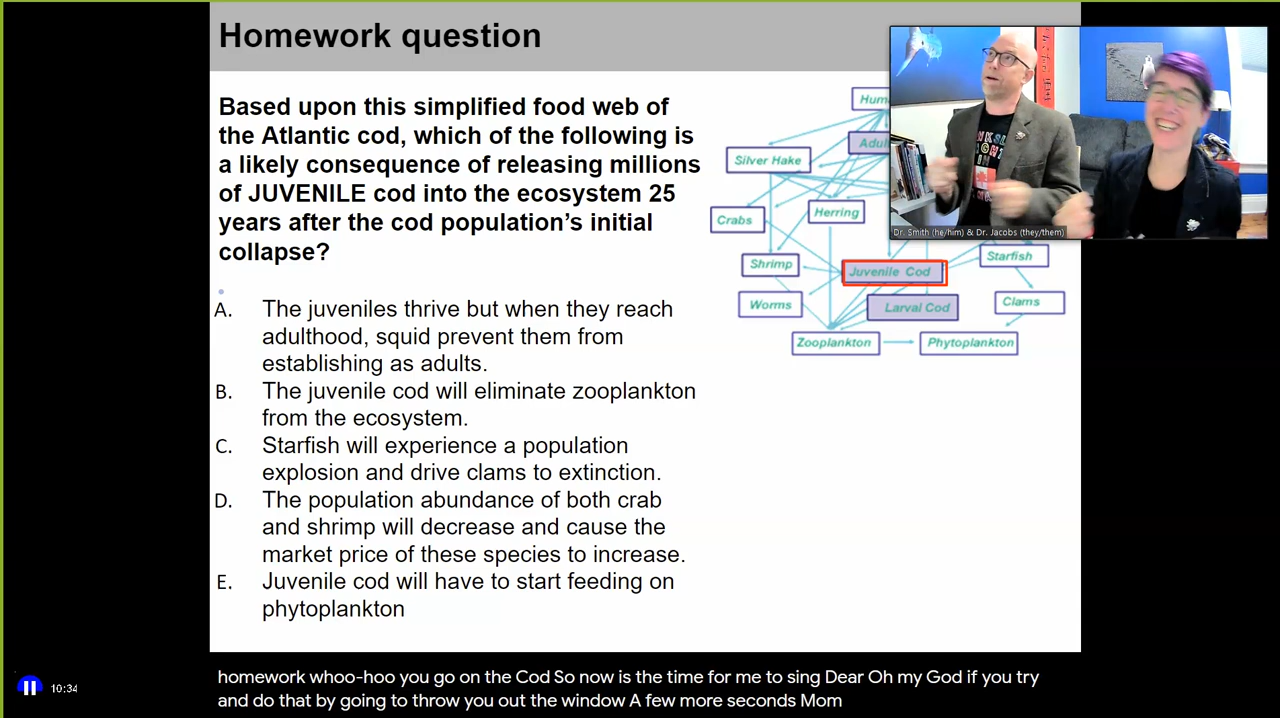 Homework question
Based upon this simplified food web of
the Atlantic cod, which of the following is
a likely consequence of releasing millions
of JUVENILE cod into the ecosystem 25
years after the cod population's initial
collapse?
A. The juveniles thrive but when they reach
adulthood, squid prevent them from
establishing as adults.
B. The juvenile cod will eliminate zooplankton
from the ecosystem.
C. Starfish will experience a population
explosion and drive clams to extinction.
D. The population abundance of both crab
and shrimp will decrease and cause the
market price of these species to increase.
E. Juvenile cod will have to start feeding on
phytoplankton
Silver Hake
Crabs
Herring
Shrimp
Juvenile Cod
Starfish
Worms
Larval Cod
Clams
Zooplankton
Phytoplankton
Dr. Smith (he/him) & Dr. Jacobs (they/them)
10:34
homework whoo-hoo you go on the Cod So now is the time for me to sing Dear Oh my God if you try
and do that by going to throw you out the window A few more seconds Mom